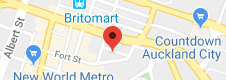 Britomart
Albert St
Fort St
Countdown
Auckland City
New World Metro